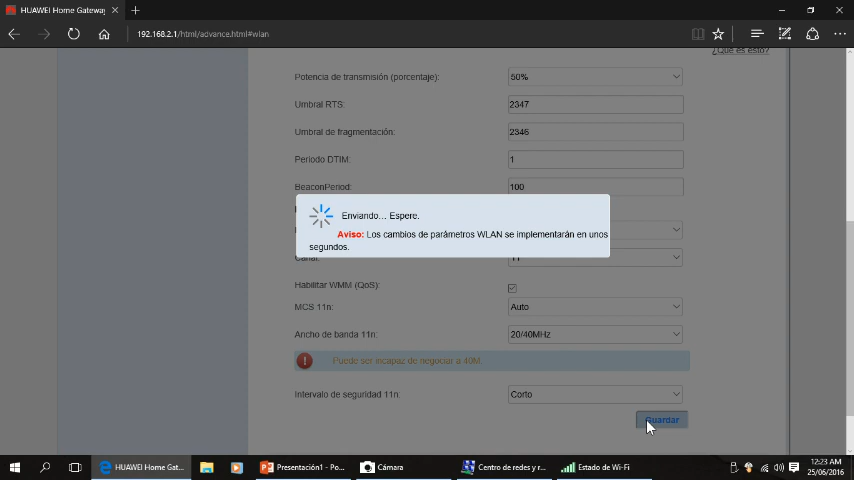 HUAWEI Home Gateway
192.168.2.1/html/advance.html#wlan
¿Qué es esto?
Potencia de transmisión (porcentaje): 50%
Umbral RTS: 2347
Umbral de fragmentación: 2346
Periodo DTIM: 1
BeaconPeriod: 100
Enviando... Espere.
Aviso: Los cambios de parámetros WLAN se implementarán en unos
segundos.
Canal: 11
Habilitar WMM (QoS):
MCS 11n: Auto
Ancho de banda 11n: 20/40MHz
Puede ser incapaz de negociar a 40M.
Intervalo de seguridad 11n: Corto
Guardar
HUAWEI Home Gat... Presentación1 - Po... Cámara Centro de redes y r... Estado de Wi-Fi 12:23 AM
25/06/2016